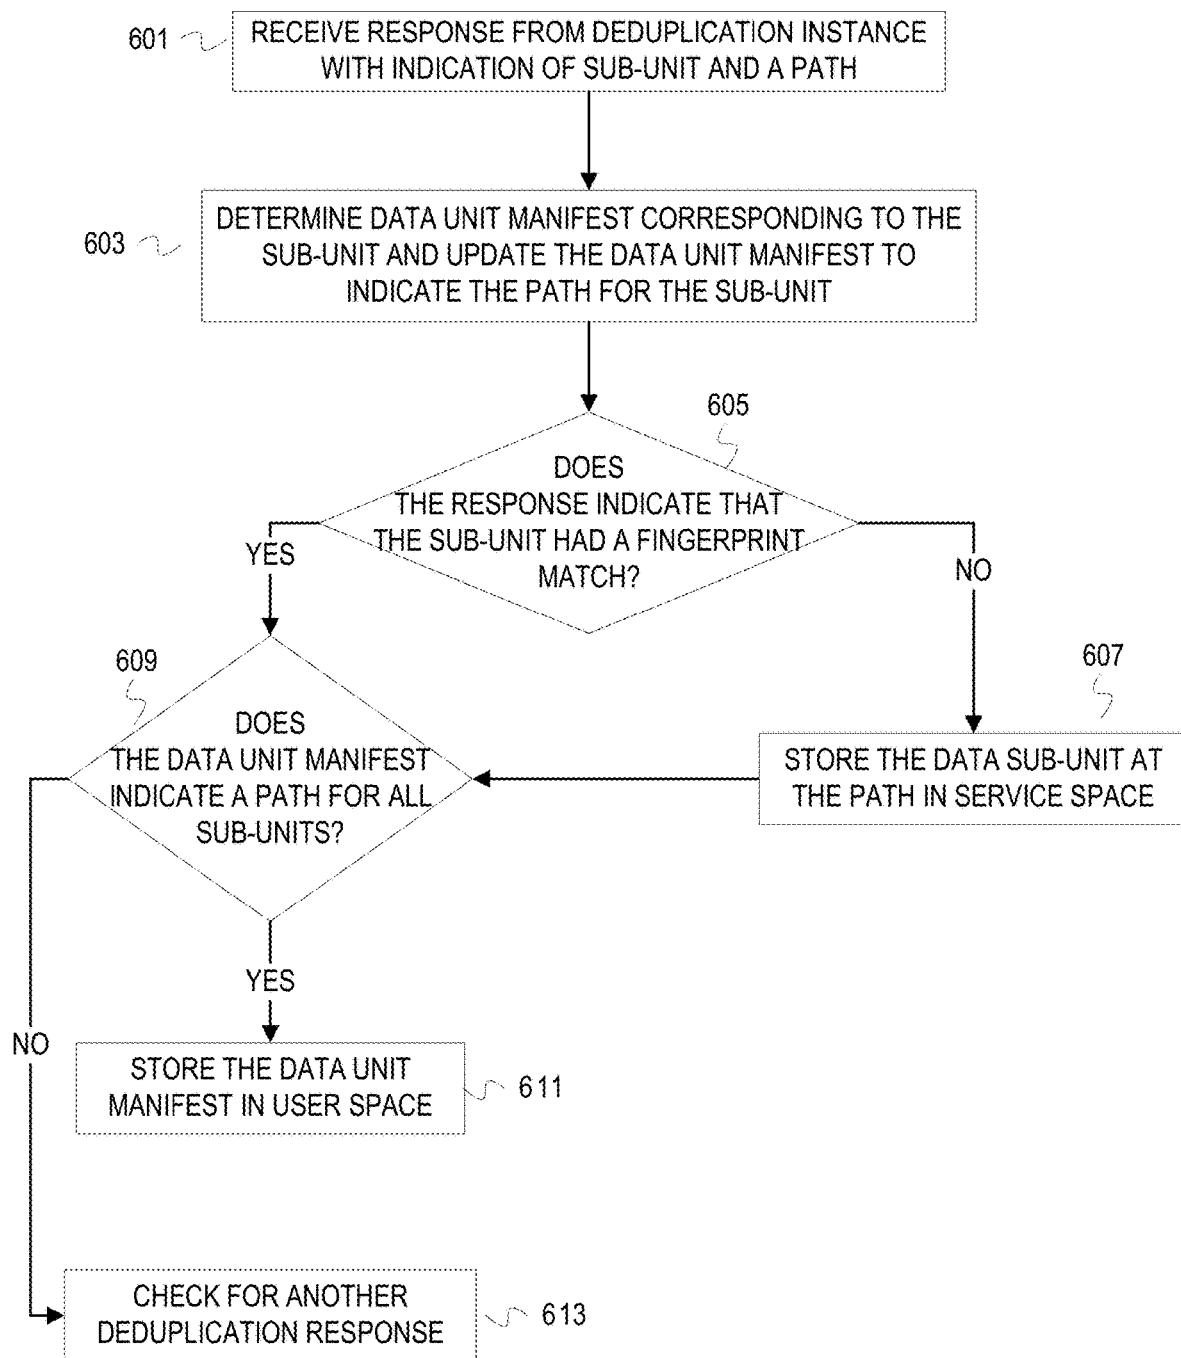 601
RECEIVE RESPONSE FROM DEDUPLICATION INSTANCE
WITH INDICATION OF SUB-UNIT AND A PATH
603
DETERMINE DATA UNIT MANIFEST CORRESPONDING TO THE
SUB-UNIT AND UPDATE THE DATA UNIT MANIFEST TO
INDICATE THE PATH FOR THE SUB-UNIT
605
DOES
THE RESPONSE INDICATE THAT
THE SUB-UNIT HAD A FINGERPRINT
MATCH?
YES
NO
609
DOES
THE DATA UNIT MANIFEST
INDICATE A PATH FOR ALL
SUB-UNITS?
607
STORE THE DATA SUB-UNIT AT
THE PATH IN SERVICE SPACE
YES
NO
STORE THE DATA UNIT
MANIFEST IN USER SPACE
611
CHECK FOR ANOTHER
DEDUPLICATION RESPONSE
613